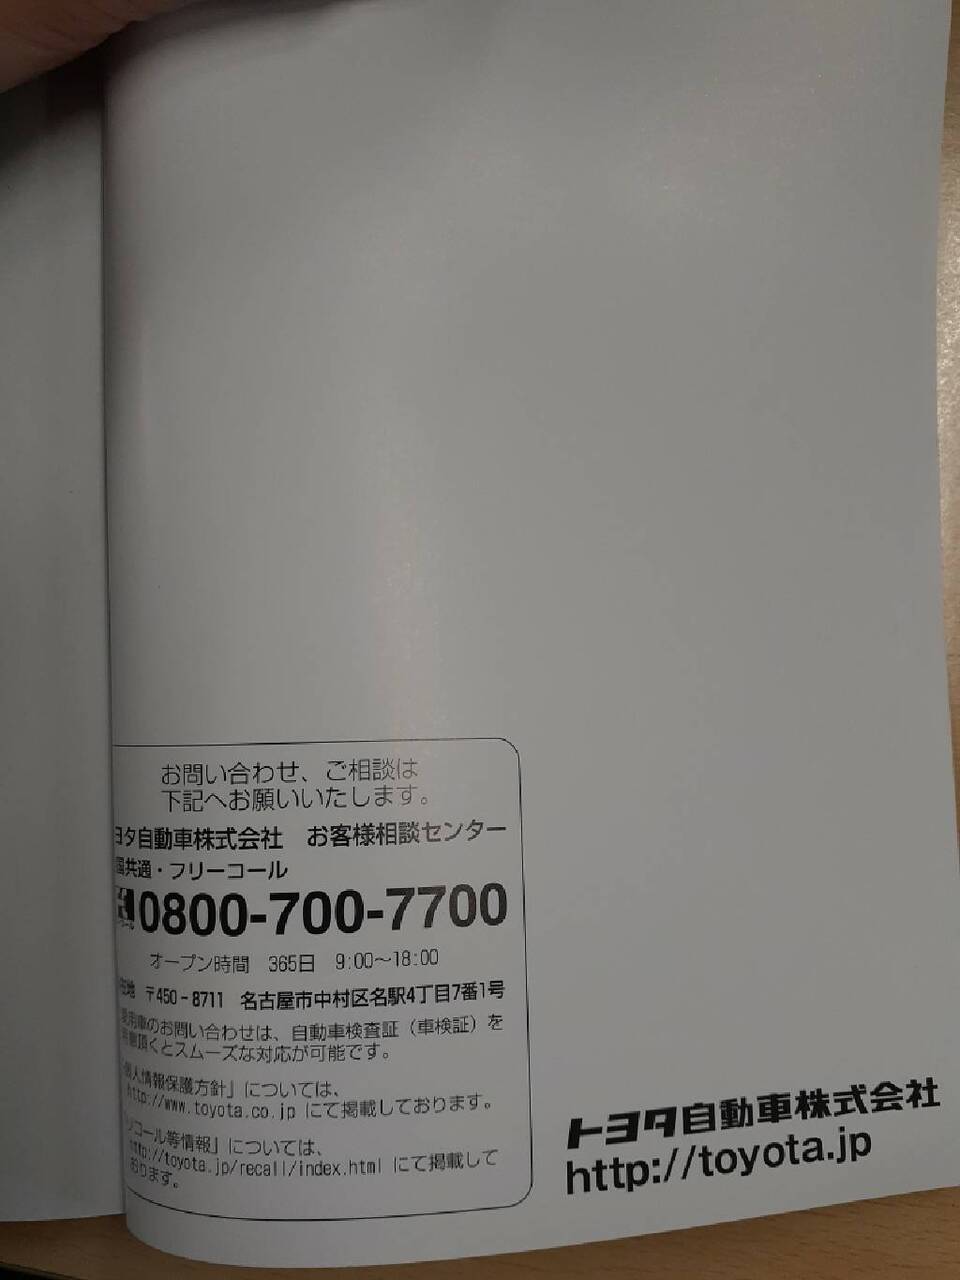 お問い合わせ、ご相談は
下記へお願いいたします。
ヨタ自動車株式会社 お客様相談センター
国共通・フリーコール
0800-700-7700
オープン時間 365日 9:00〜18:00
在地 〒450-8711 名古屋市中村区名駅4丁目7番1号
愛用車のお問い合わせは、自動車検査証（車検証）を
用意頂くとスムーズな対応が可能です。
個人情報保護方針」については、
http://www.toyota.co.jp にて掲載しております。
リコール等情報」については、
http://toyota.jp/recall/index.html にて掲載して
おります。
トヨタ自動車株式会社
http://toyota.jp